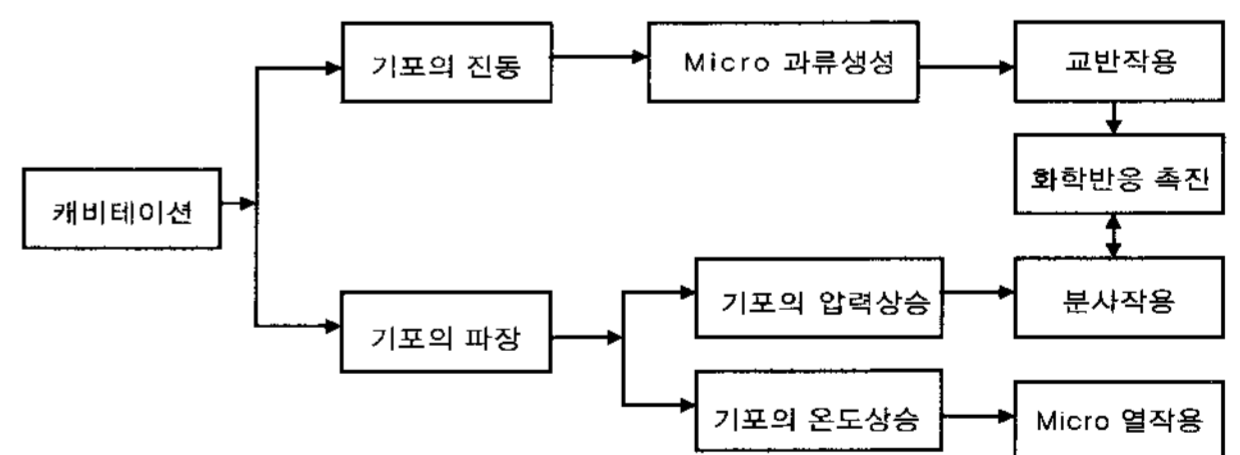 기포의 진동
Micro 과류생성
교반작용
화학반응 촉진
캐비테이션
기포의 압력상승
분사작용
기포의 파장
기포의 온도상승
Micro 열작용